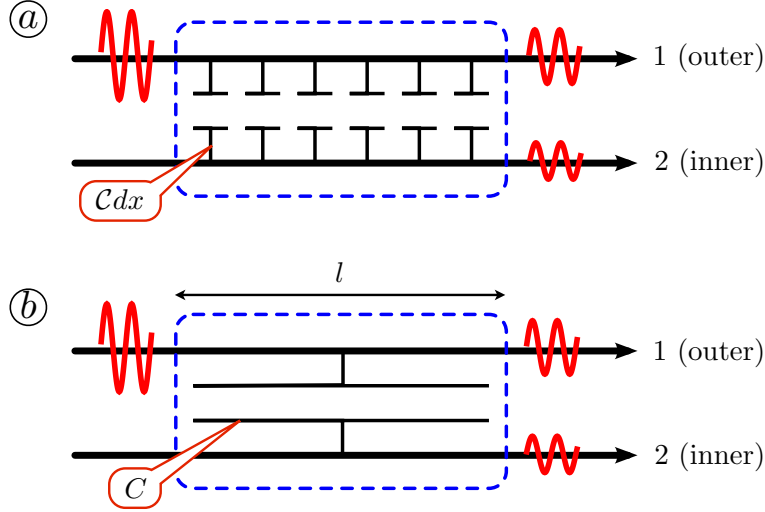 a
1 (outer)
2 (inner)
𝒞dx
b
l
1 (outer)
2 (inner)
C